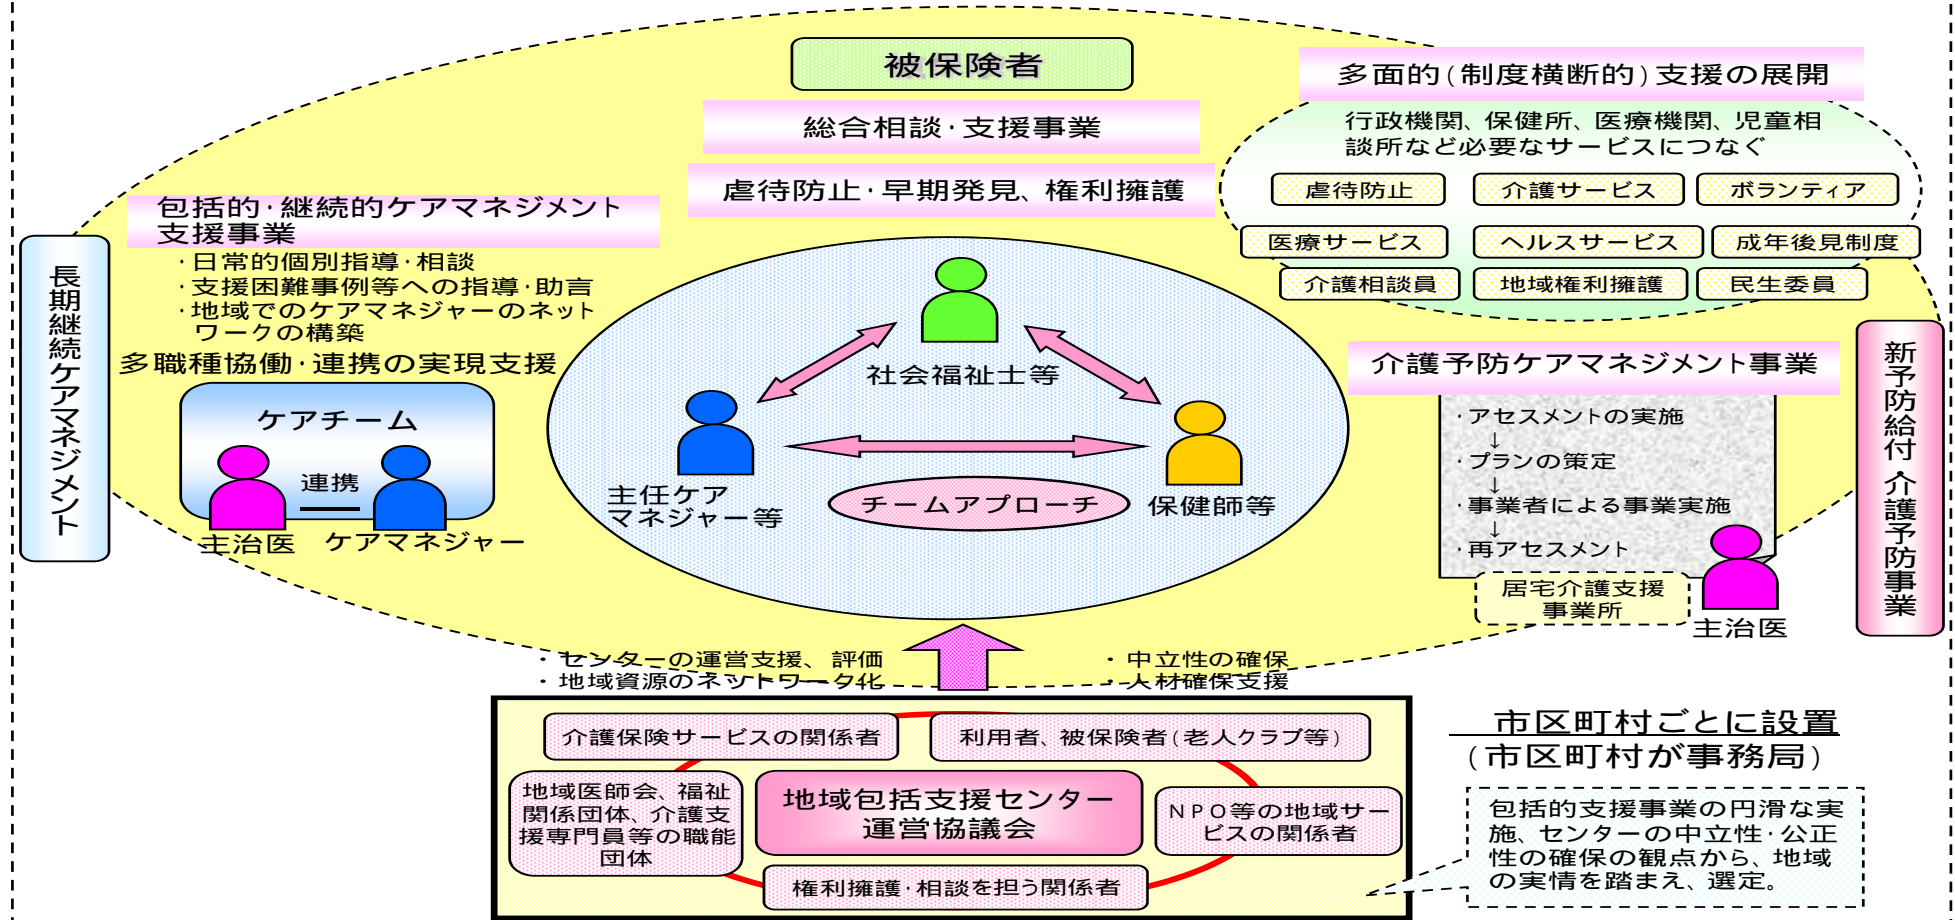 被保険者
総合相談・支援事業
虐待防止・早期発見、権利擁護
多面的(制度横断的)支援の展開
行政機関、保健所、医療機関、児童相
談所など必要なサービスにつなぐ
虐待防止
介護サービス
ボランティア
医療サービス
ヘルスサービス
成年後見制度
介護相談員
地域権利擁護
民生委員
包括的・継続的ケアマネジメント
支援事業
・日常的個別指導・相談
・支援困難事例等への指導・助言
・地域でのケアマネジャーのネット
ワークの構築
多職種協働・連携の実現支援
ケアチーム
連携
主治医
ケアマネジャー
長期継続ケアマネジメント
社会福祉士等
主任ケア
マネジャー等
チームアプローチ
保健師等
介護予防ケアマネジメント事業
・アセスメントの実施
↓
・プランの策定
↓
・事業者による事業実施
↓
・再アセスメント
居宅介護支援
事業所
主治医
新予防給付 介護予防事業
・センターの運営支援、評価
・地域資源のネットワーク化
・中立性の確保
・人材確保支援
介護保険サービスの関係者
利用者、被保険者(老人クラブ等)
地域医師会、福祉
関係団体、介護支
援専門員等の職能
団体
地域包括支援センター
運営協議会
NPO等の地域サー
ビスの関係者
権利擁護・相談を担う関係者
市区町村ごとに設置
(市区町村が事務局)
包括的支援事業の円滑な実
施、センターの中立性・公正
性の確保の観点から、地域
の実情を踏まえ、選定。